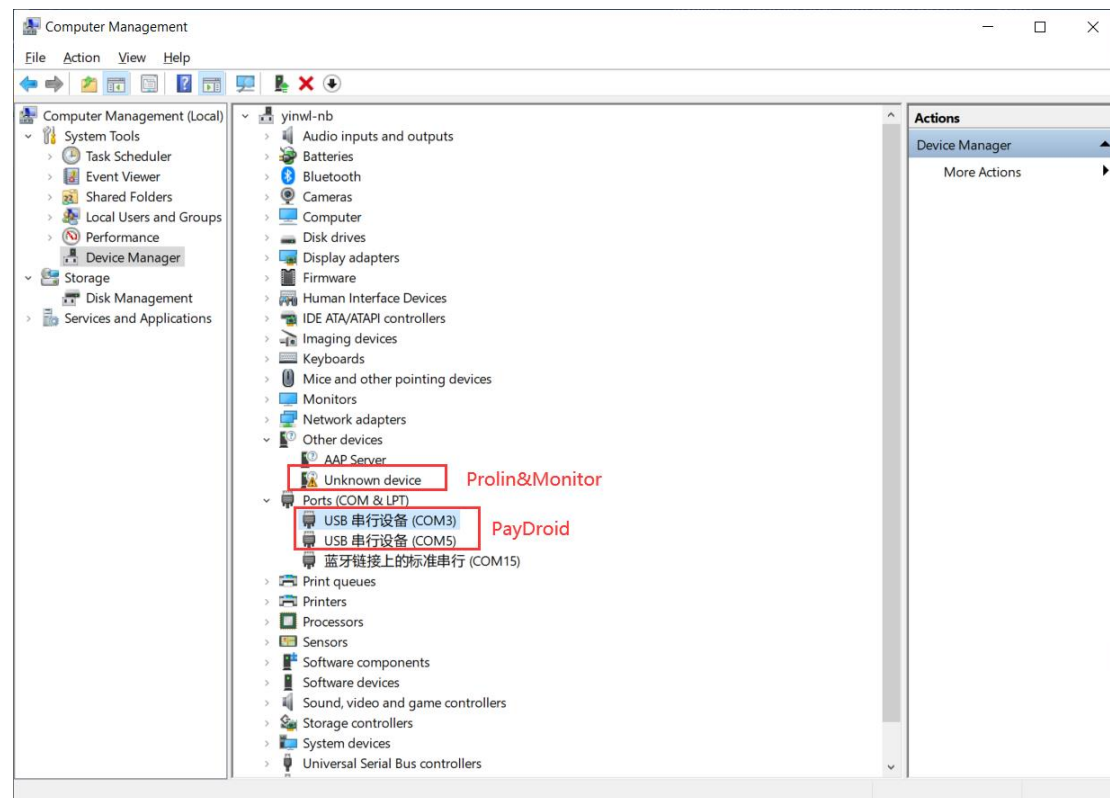 Computer Management
File Action View Help
Computer Management (Local)
System Tools
Task Scheduler
Event Viewer
Shared Folders
Local Users and Groups
Performance
Device Manager
Storage
Disk Management
Services and Applications
yinwl-nb
Audio inputs and outputs
Batteries
Bluetooth
Cameras
Computer
Disk drives
Display adapters
Firmware
Human Interface Devices
IDE ATA/ATAPI controllers
Imaging devices
Keyboards
Mice and other pointing devices
Monitors
Network adapters
Other devices
AAP Server
Unknown device
Prolin&Monitor
Ports (COM & LPT)
USB 串行设备 (COM3)
USB 串行设备 (COM5)
PayDroid
蓝牙链接上的标准串行 (COM15)
Print queues
Printers
Processors
Sensors
Software components
Software devices
Sound, video and game controllers
Storage controllers
System devices
Universal Serial Bus controllers
Actions
Device Manager
More Actions